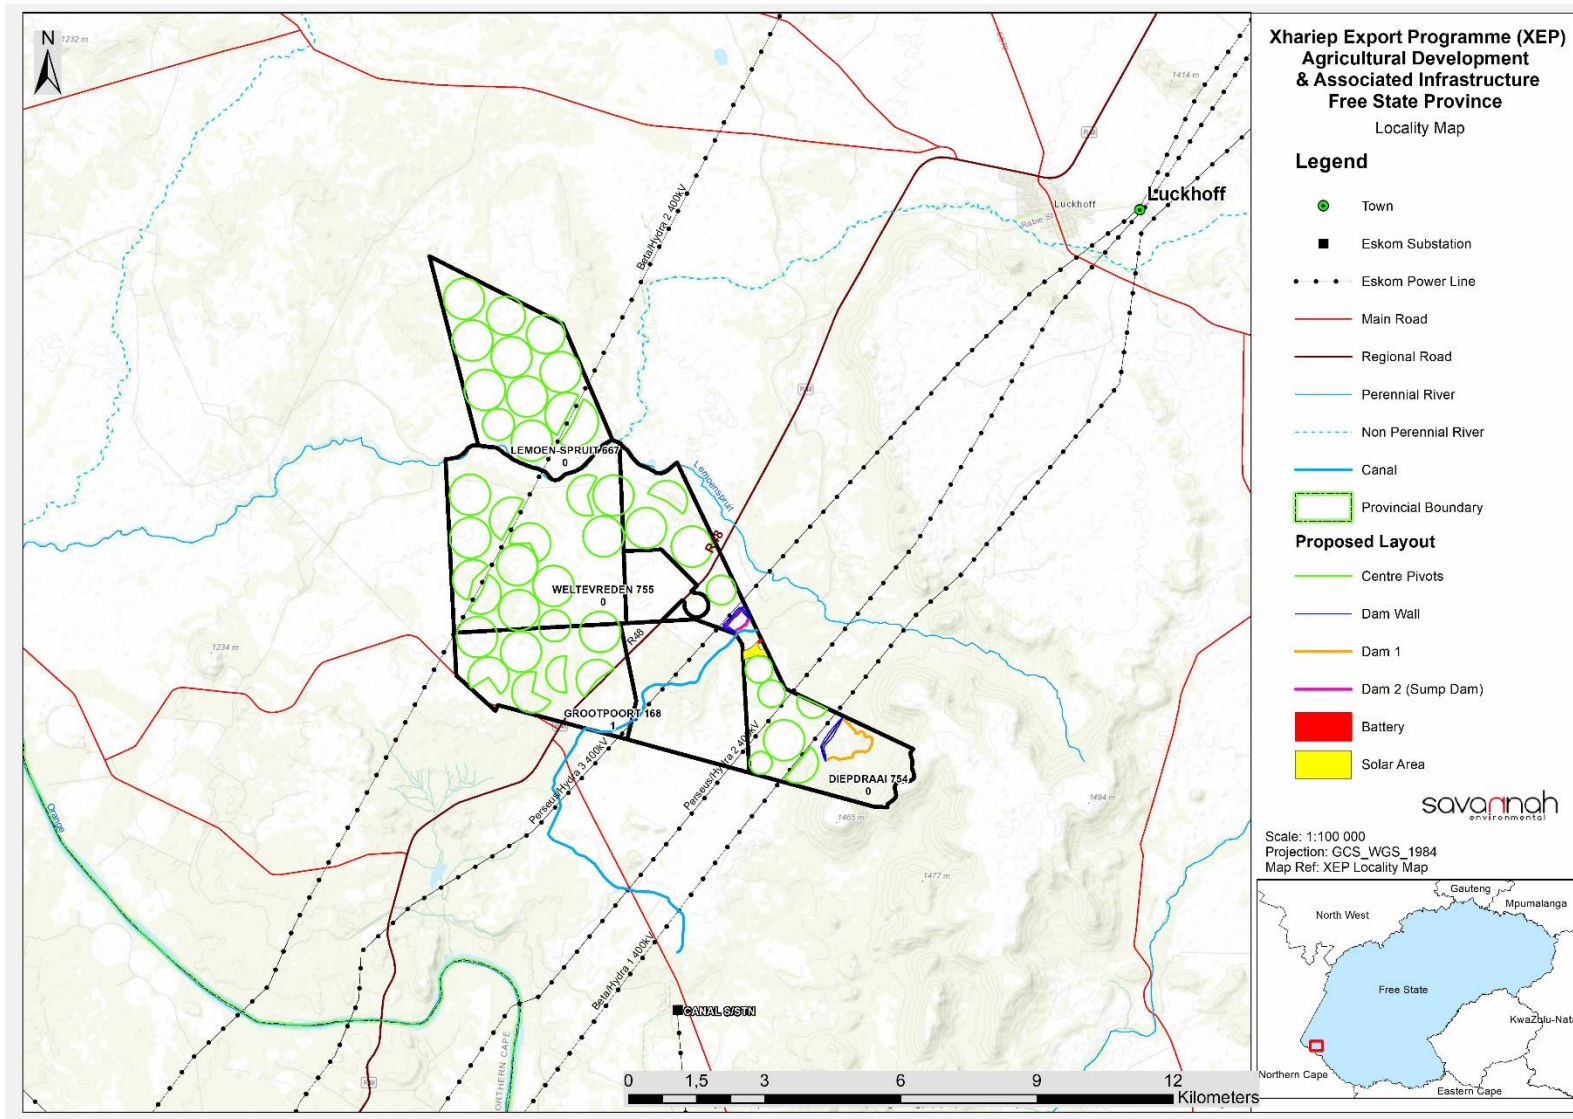 N
1232 m
1414 m
R48
Luckhoff
Luckhoff
Rabie St
Beta/Hydra 2 400kV
R48
LEMOEN-SPRUIT 667
0
Lemoenspruit
R48
WELTEVREDEN 755
0
R48
1234 m
GROOTPOORT 168
1
Perseus/Hydra 3 400kV
Perseus/Hydra 2 400kV
DIEPDRAAI 754
0
1494 m
1465 m
Orange
1477 m
Beta/Hydra 1 400kV
CANAL S/STN
NORTHERN CAPE
R48
0 1,5 3 6 9 12
Kilometers
Xhariep Export Programme (XEP)
Agricultural Development
& Associated Infrastructure
Free State Province
Locality Map
Legend
Town
Eskom Substation
Eskom Power Line
Main Road
Regional Road
Perennial River
Non Perennial River
Canal
Provincial Boundary
Proposed Layout
Centre Pivots
Dam Wall
Dam 1
Dam 2 (Sump Dam)
Battery
Solar Area
savannah
environmental
Scale: 1:100 000
Projection: GCS_WGS_1984
Map Ref: XEP Locality Map
Gauteng
North West
Mpumalanga
Free State
KwaZulu-Nata
Northern Cape
Eastern Cape